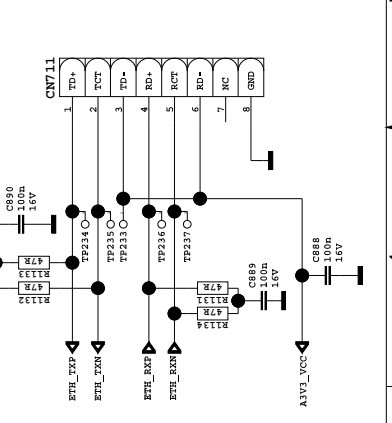 CN711
TD+
TCT
TD-
RD+
RCT
RD-
NC
GND
1
2
3
4
5
6
7
8
C890
100n
16V
TP234
TP235
TP233
TP236
TP237
47R
R1133
47R
R1132
47R
R1131
47R
R1134
C889
100n
16V
C888
100n
16V
ETH_TXP
ETH_TXN
ETH_RXP
ETH_RXN
A3V3_VCC